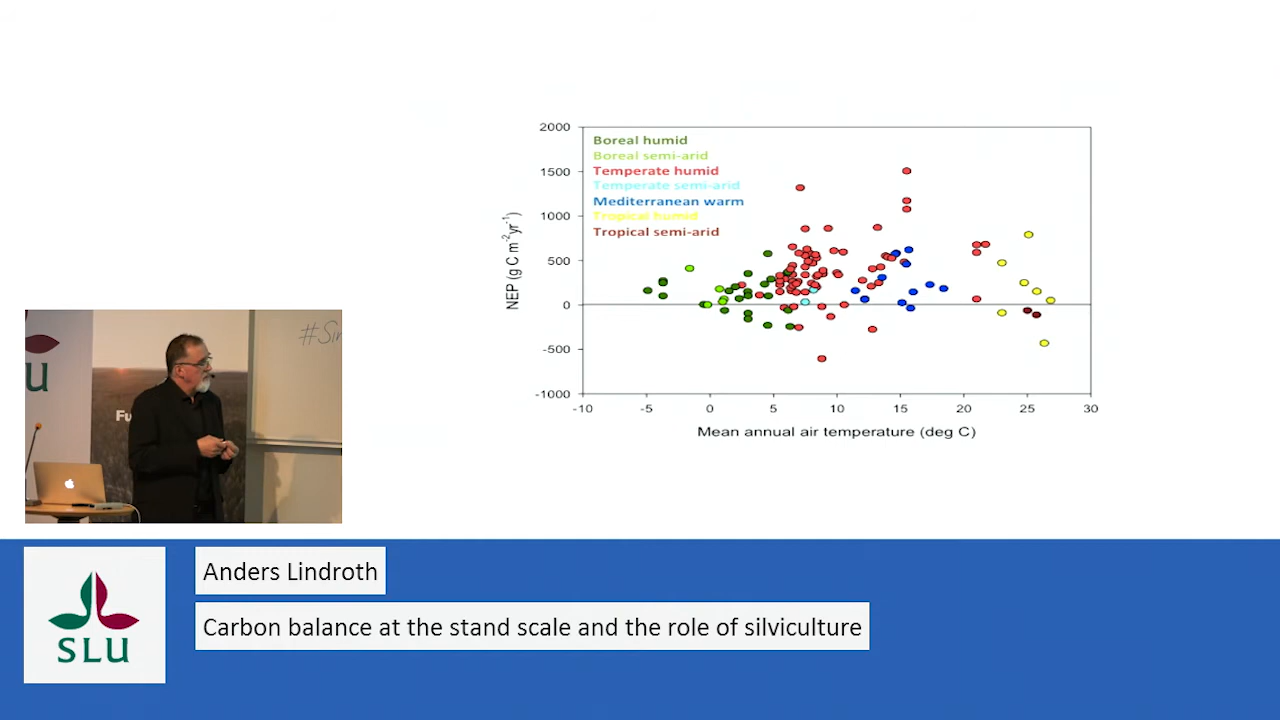 2000
1500
1000
500
0
-500
-1000
NEP (g C m-2yr-1)
Boreal humid
Boreal semi-arid
Temperate humid
Temperate semi-arid
Mediterranean warm
Tropical humid
Tropical semi-arid
-10 -5 0 5 10 15 20 25 30
Mean annual air temperature (deg C)
U
Fu
SLU
Anders Lindroth
Carbon balance at the stand scale and the role of silviculture